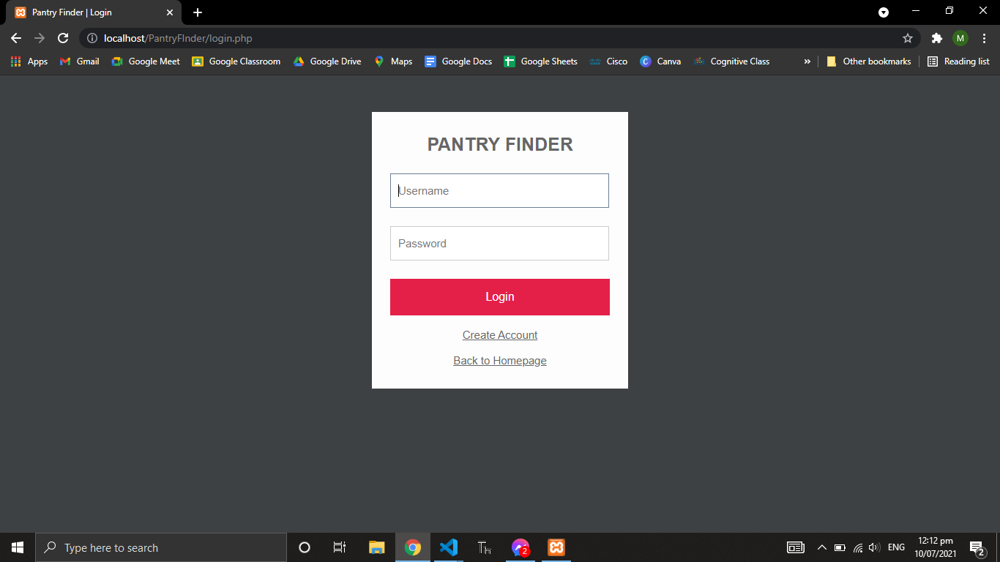 Pantry Finder | Login
localhost/PantryFInder/login.php
M
Apps Gmail Google Meet Google Classroom Google Drive Maps Google Docs Google Sheets Cisco Canva Cognitive Class » Other bookmarks Reading list
PANTRY FINDER
Username
Password
Login
Create Account
Back to Homepage
Type here to search
2
ENG
12:12 pm
10/07/2021
2